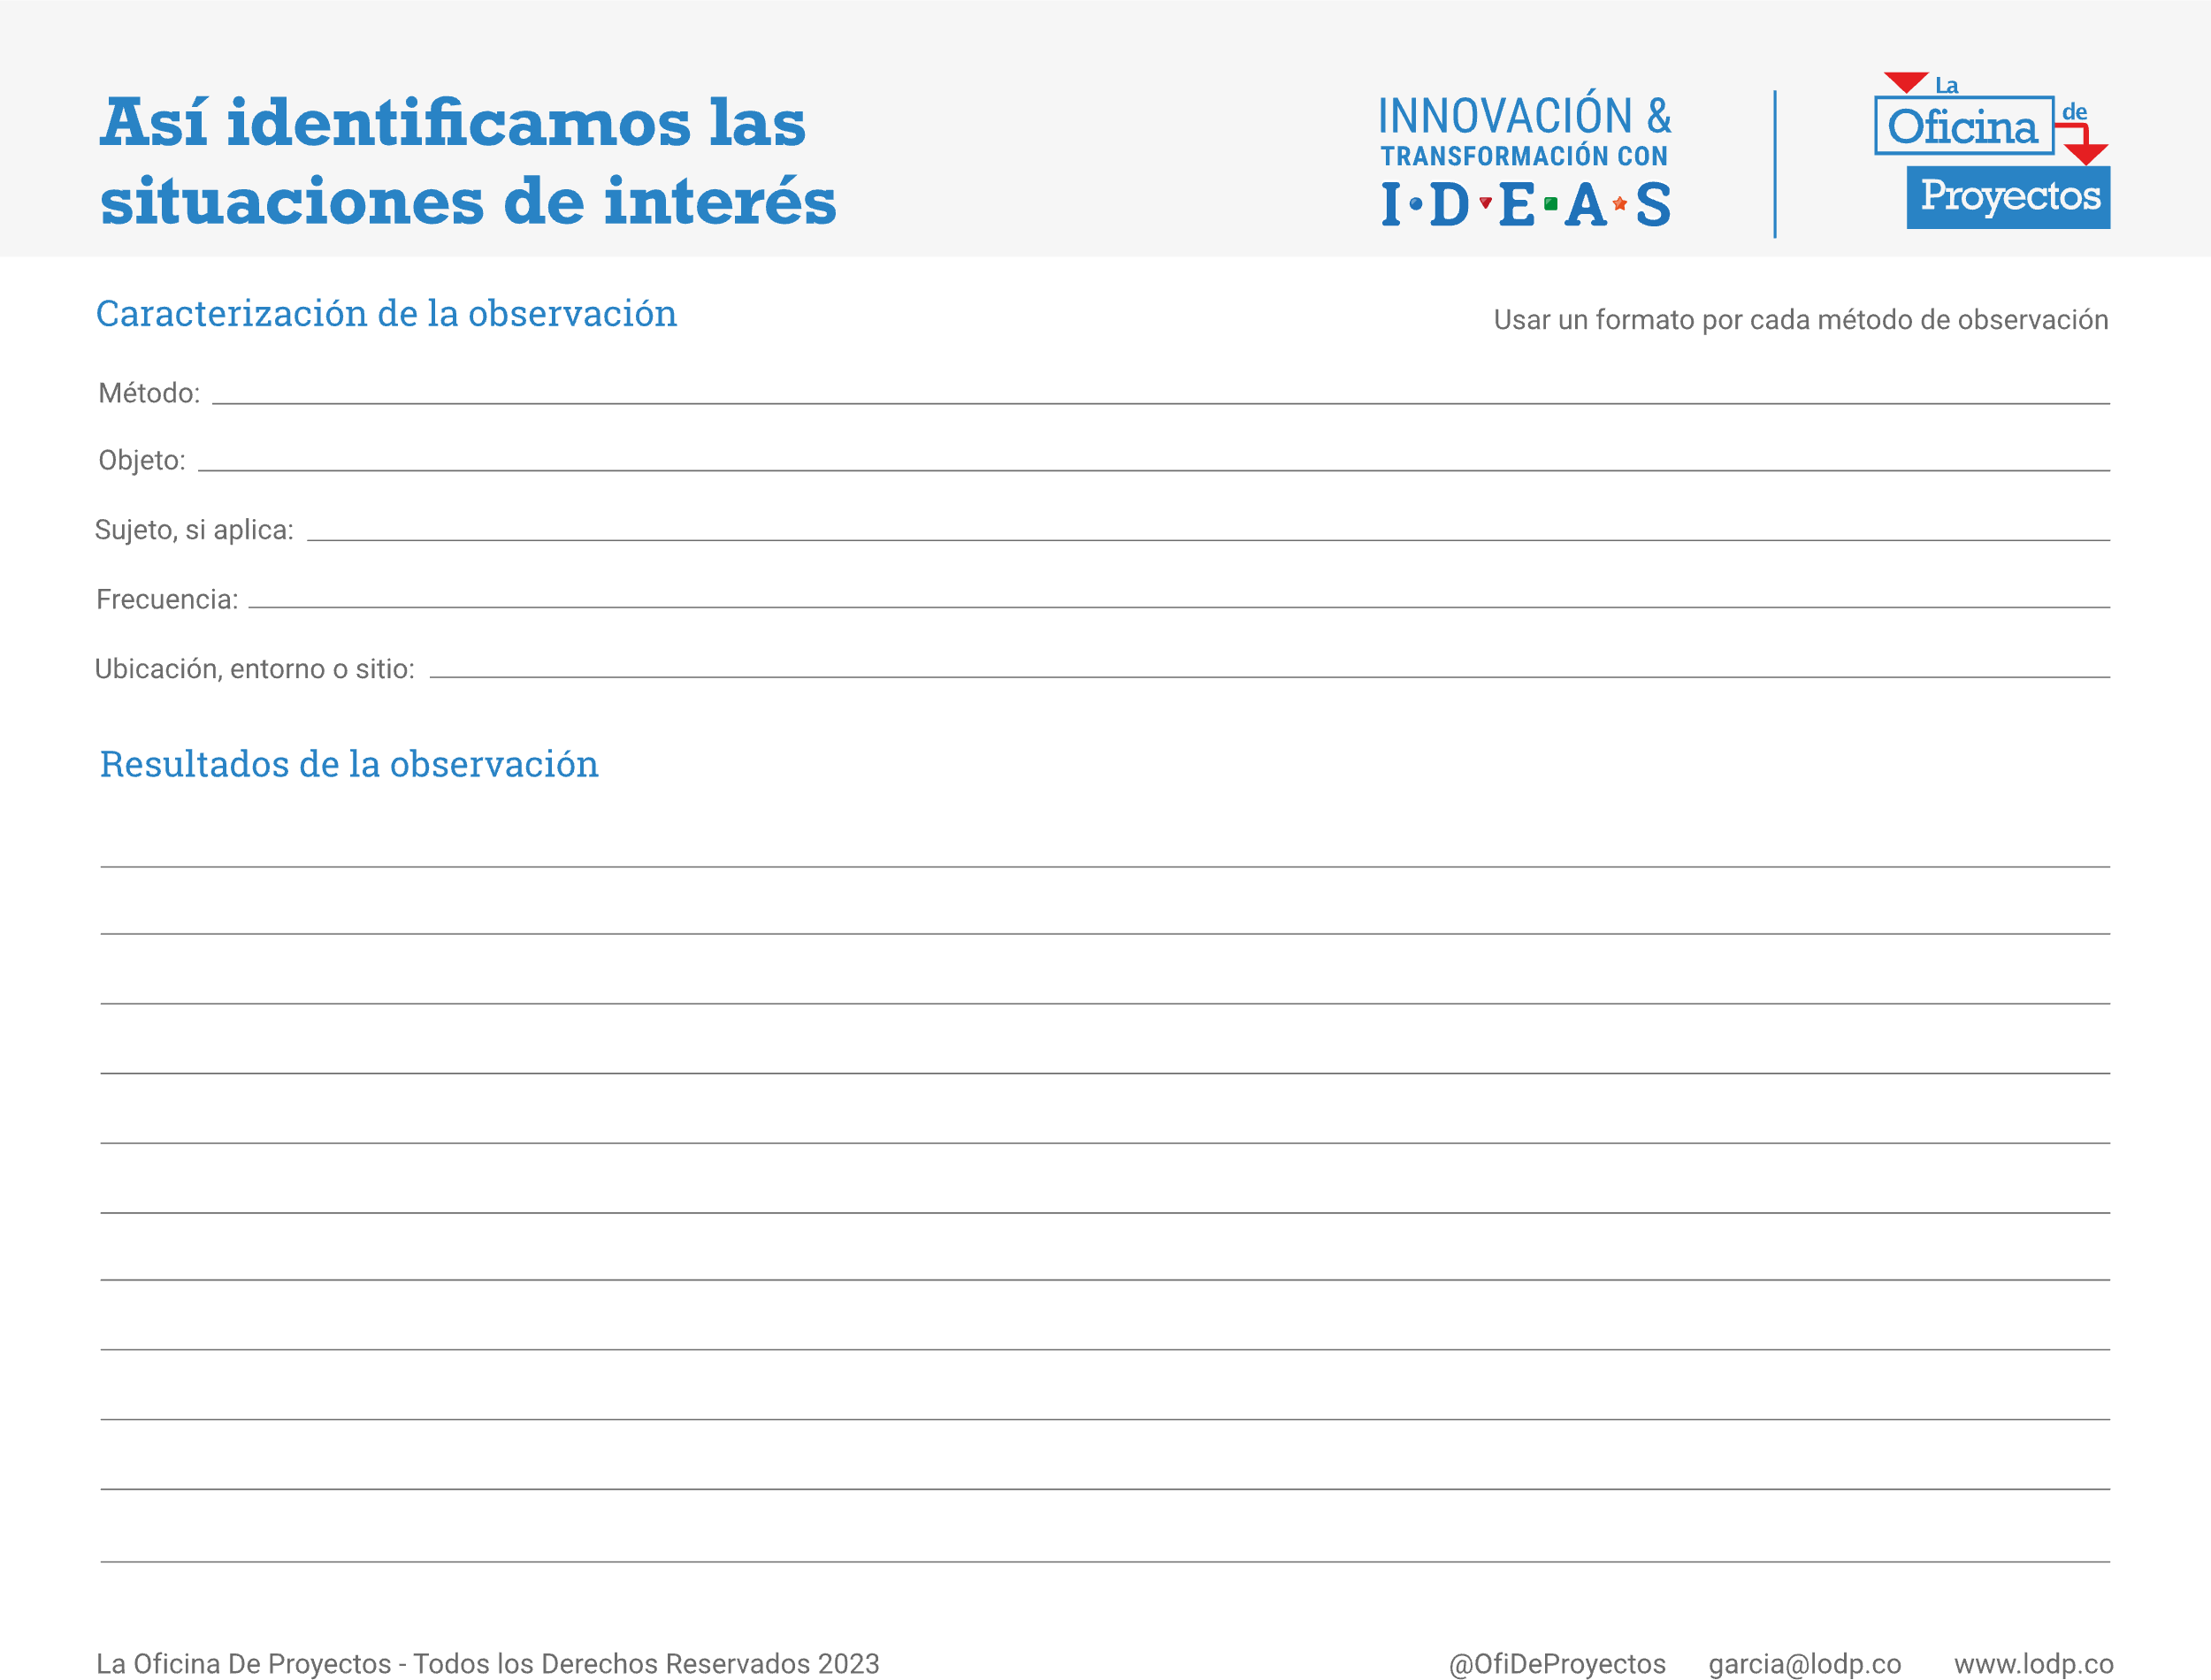 Así identificamos las
situaciones de interés
INNOVACIÓN &
TRANSFORMACIÓN CON
I·D·E·A·S
La
Oficina de
Proyectos
Caracterización de la observación
Usar un formato por cada método de observación
Método:
Objeto:
Sujeto, si aplica:
Frecuencia:
Ubicación, entorno o sitio:
Resultados de la observación
La Oficina De Proyectos - Todos los Derechos Reservados 2023
@OfiDeProyectos garcia@lodp.co www.lodp.co